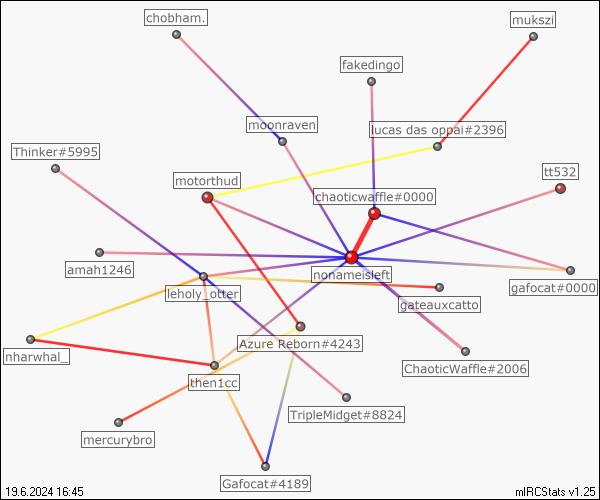 chobham.
mukszi
fakedingo
moonraven
lucas das oppai#2396
Thinker#5995
motorthud
tt532
chaoticwaffle#0000
amah1246
nonameisleft
gafocat#0000
leholy_otter
gateauxcatto
Azure Reborn#4243
nharwhal_
then1cc
ChaoticWaffle#2006
TripleMidget#8824
mercurybro
Gafocat#4189
19.6.2024 16:45
mIRCStats v1.25